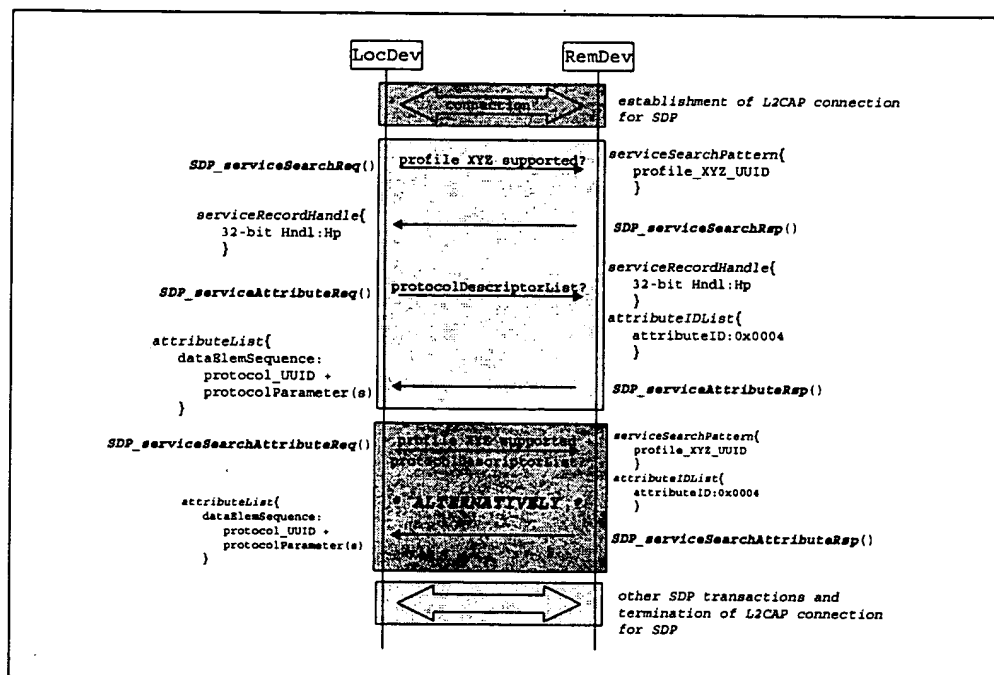 LocDev
RemDev
connection
establishment of L2CAP connection
for SDP
SDP_serviceSearchReq()
profile XYZ supported?
serviceSearchPattern{
profile_XYZ_UUID
}
serviceRecordHandle{
32-bit Hndl:Hp
}
SDP_serviceSearchRsp()
SDP_serviceAttributeReq()
protocolDescriptorList?
serviceRecordHandle{
32-bit Hndl:Hp
}
attributeIDList{
attributeID:0x0004
}
attributeList{
dataElemSequence:
protocol_UUID +
protocolParameter(s)
}
SDP_serviceAttributeRsp()
SDP_serviceSearchAttributeReq()
profile XYZ supported
protocolDescriptorList?
serviceSearchPattern{
profile_XYZ_UUID
}
attributeIDList{
attributeID:0x0004
}
* ALTERNATIVELY *
attributeList{
dataElemSequence:
protocol_UUID +
protocolParameter(s)
}
SDP_serviceSearchAttributeRsp()
other SDP transactions and
termination of L2CAP connection
for SDP